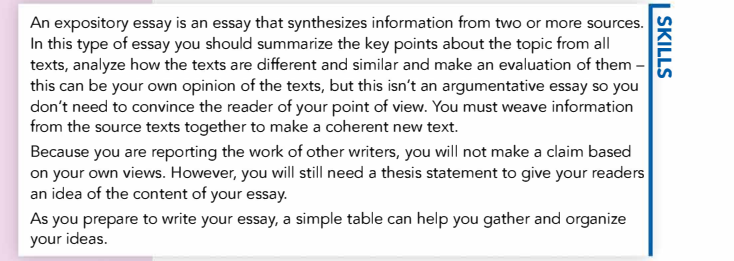 An expository essay is an essay that synthesizes information from two or more sources.
In this type of essay you should summarize the key points about the topic from all
texts, analyze how the texts are different and similar and make an evaluation of them –
this can be your own opinion of the texts, but this isn't an argumentative essay so you
don't need to convince the reader of your point of view. You must weave information
from the source texts together to make a coherent new text.
Because you are reporting the work of other writers, you will not make a claim based
on your own views. However, you will still need a thesis statement to give your readers
an idea of the content of your essay.
As you prepare to write your essay, a simple table can help you gather and organize
your ideas.
SKILLS